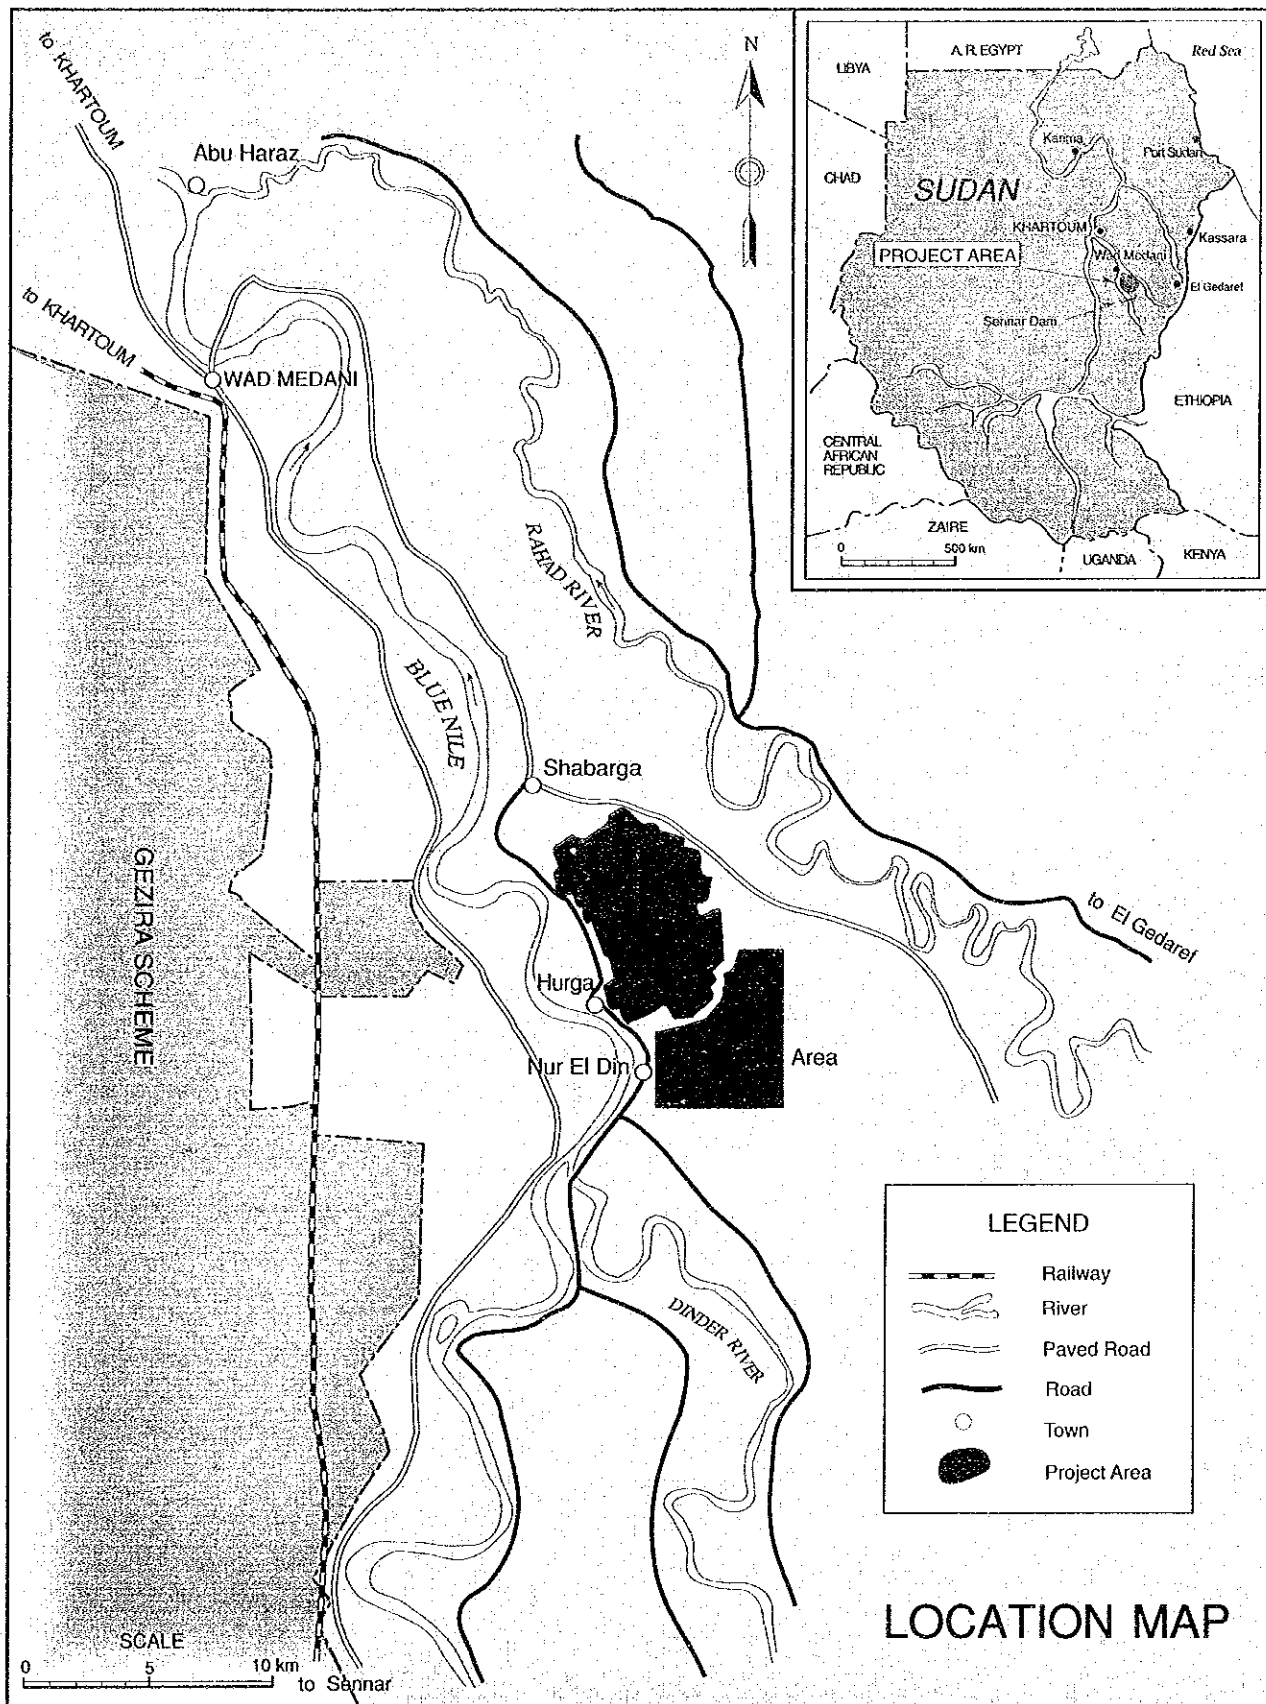 to KHARTOUM
Abu Haraz
N
to KHARTOUM
WAD MEDANI
RAHAD RIVER
BLUE NILE
Shabarga
GEZIRA SCHEME
to El Gedaref
Hurga
Nur El Din
Area
DINDER RIVER
SCALE
0 5 10 km
to Sennar
A. R. EGYPT
Red Sea
LIBYA
Karima
Port Sudan
CHAD
SUDAN
KHARTOUM
Kassara
PROJECT AREA
Wad Medani
El Gedaref
Sennar Dam
ETHIOPIA
CENTRAL
AFRICAN
REPUBLIC
ZAIRE
0 500 km
UGANDA
KENYA
LEGEND
Railway
River
Paved Road
Road
Town
Project Area
LOCATION MAP